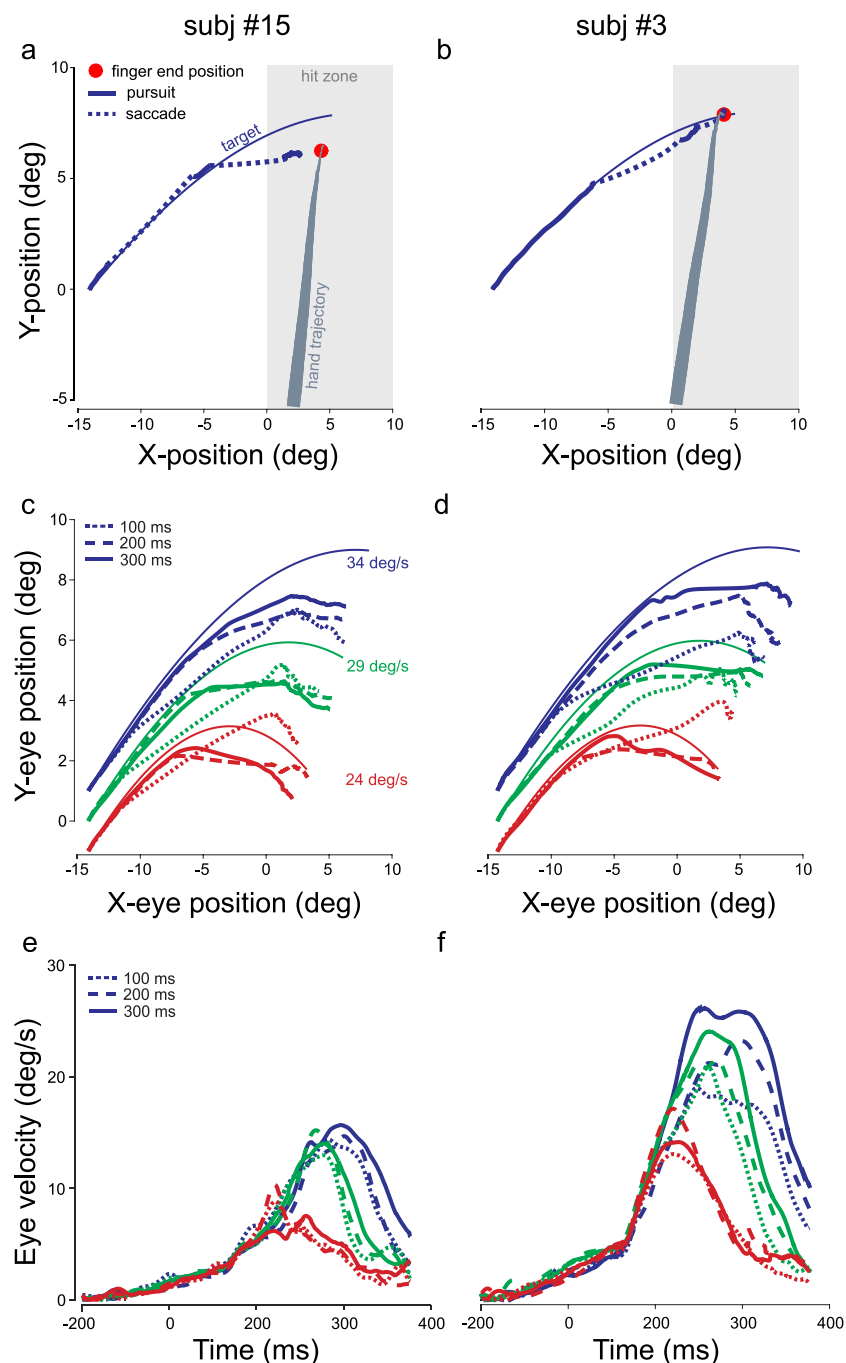 subj #15
subj #3
a
b
finger end position
pursuit
saccade
hit zone
target
hand trajectory
10
5
0
-5
Y-position (deg)
-15
-10
-5
0
5
10
X-position (deg)
-15
-10
-5
0
5
10
X-position (deg)
c
d
100 ms
200 ms
300 ms
34 deg/s
29 deg/s
24 deg/s
10
8
6
4
2
0
Y-eye position (deg)
-15
-10
-5
0
5
10
X-eye position (deg)
-15
-10
-5
0
5
10
X-eye position (deg)
e
f
100 ms
200 ms
300 ms
30
20
10
0
Eye velocity (deg/s)
-200
0
200
300
400
Time (ms)
-200
0
200
300
400
Time (ms)